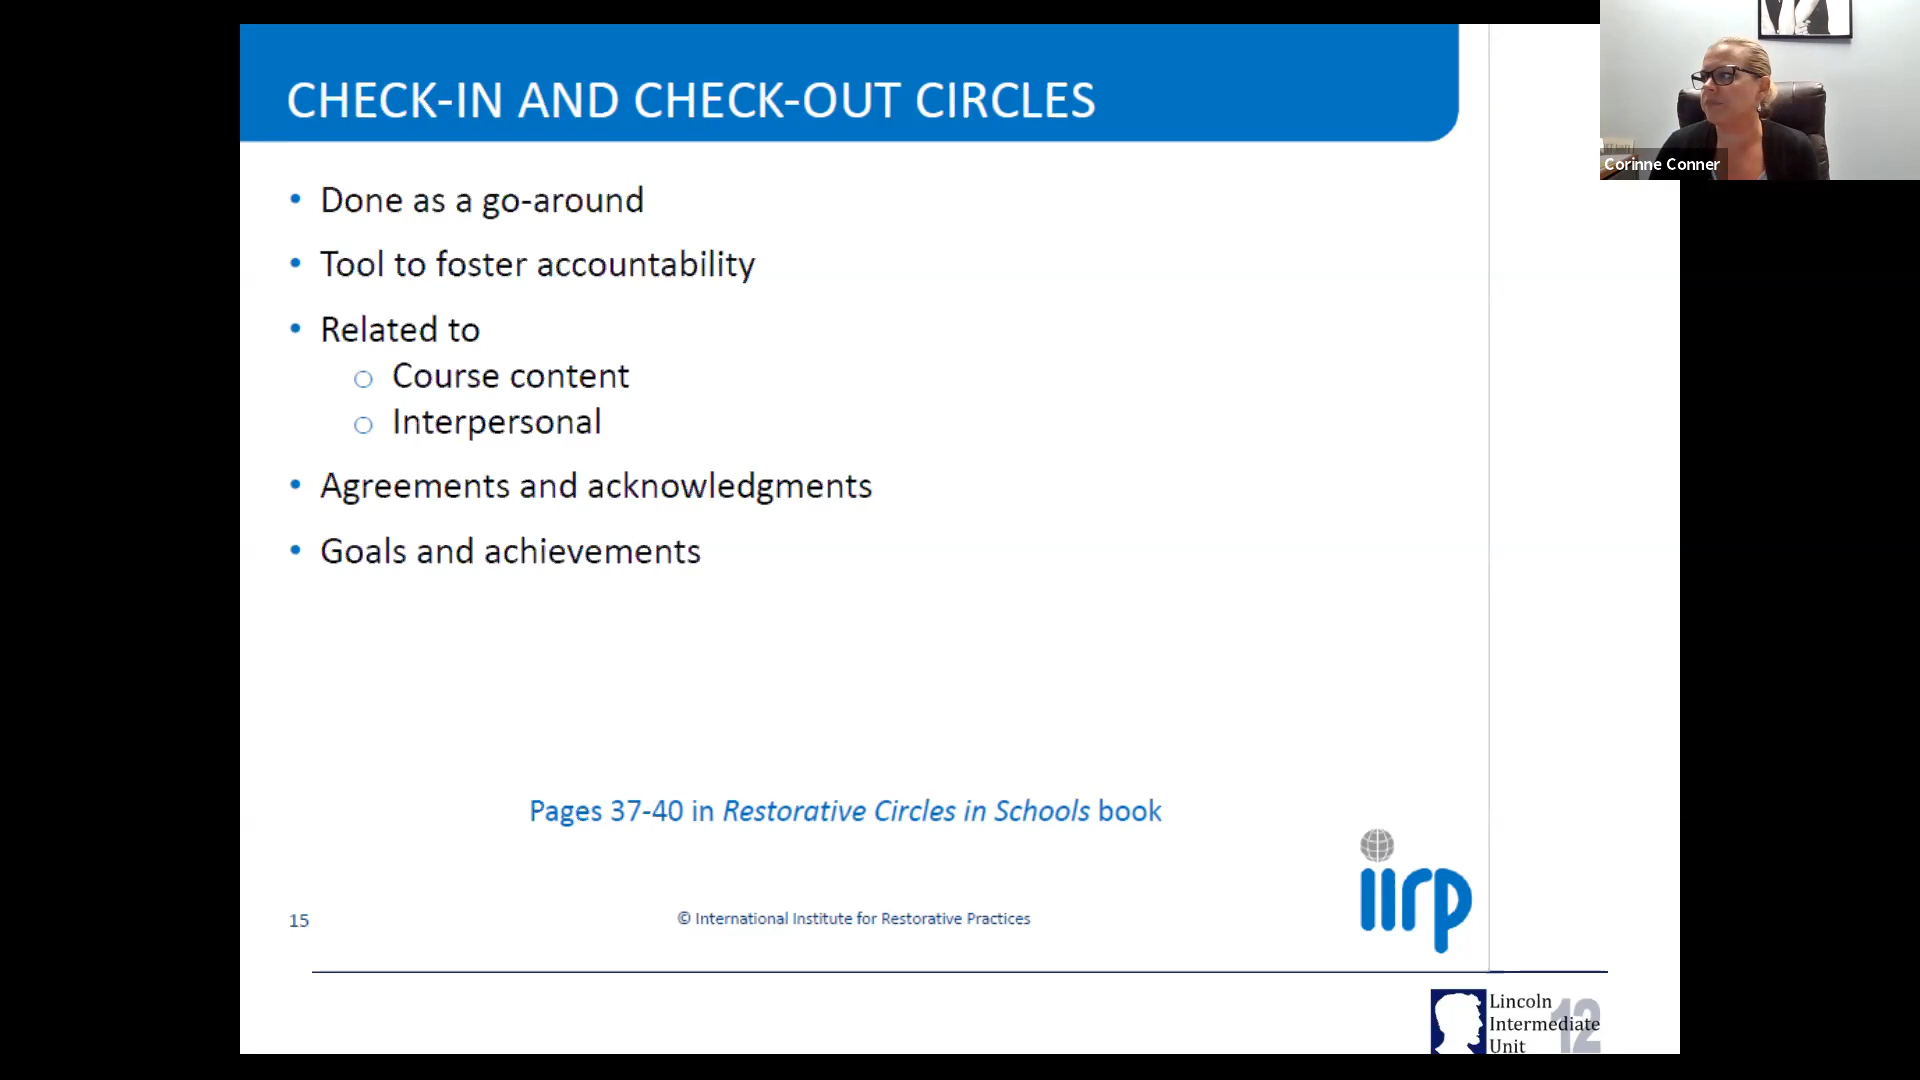 CHECK-IN AND CHECK-OUT CIRCLES
Corinne Conner
• Done as a go-around
• Tool to foster accountability
• Related to
○ Course content
○ Interpersonal
• Agreements and acknowledgments
• Goals and achievements
Pages 37-40 in Restorative Circles in Schools book
iirp
15
© International Institute for Restorative Practices
Lincoln
Intermediate
Unit
12